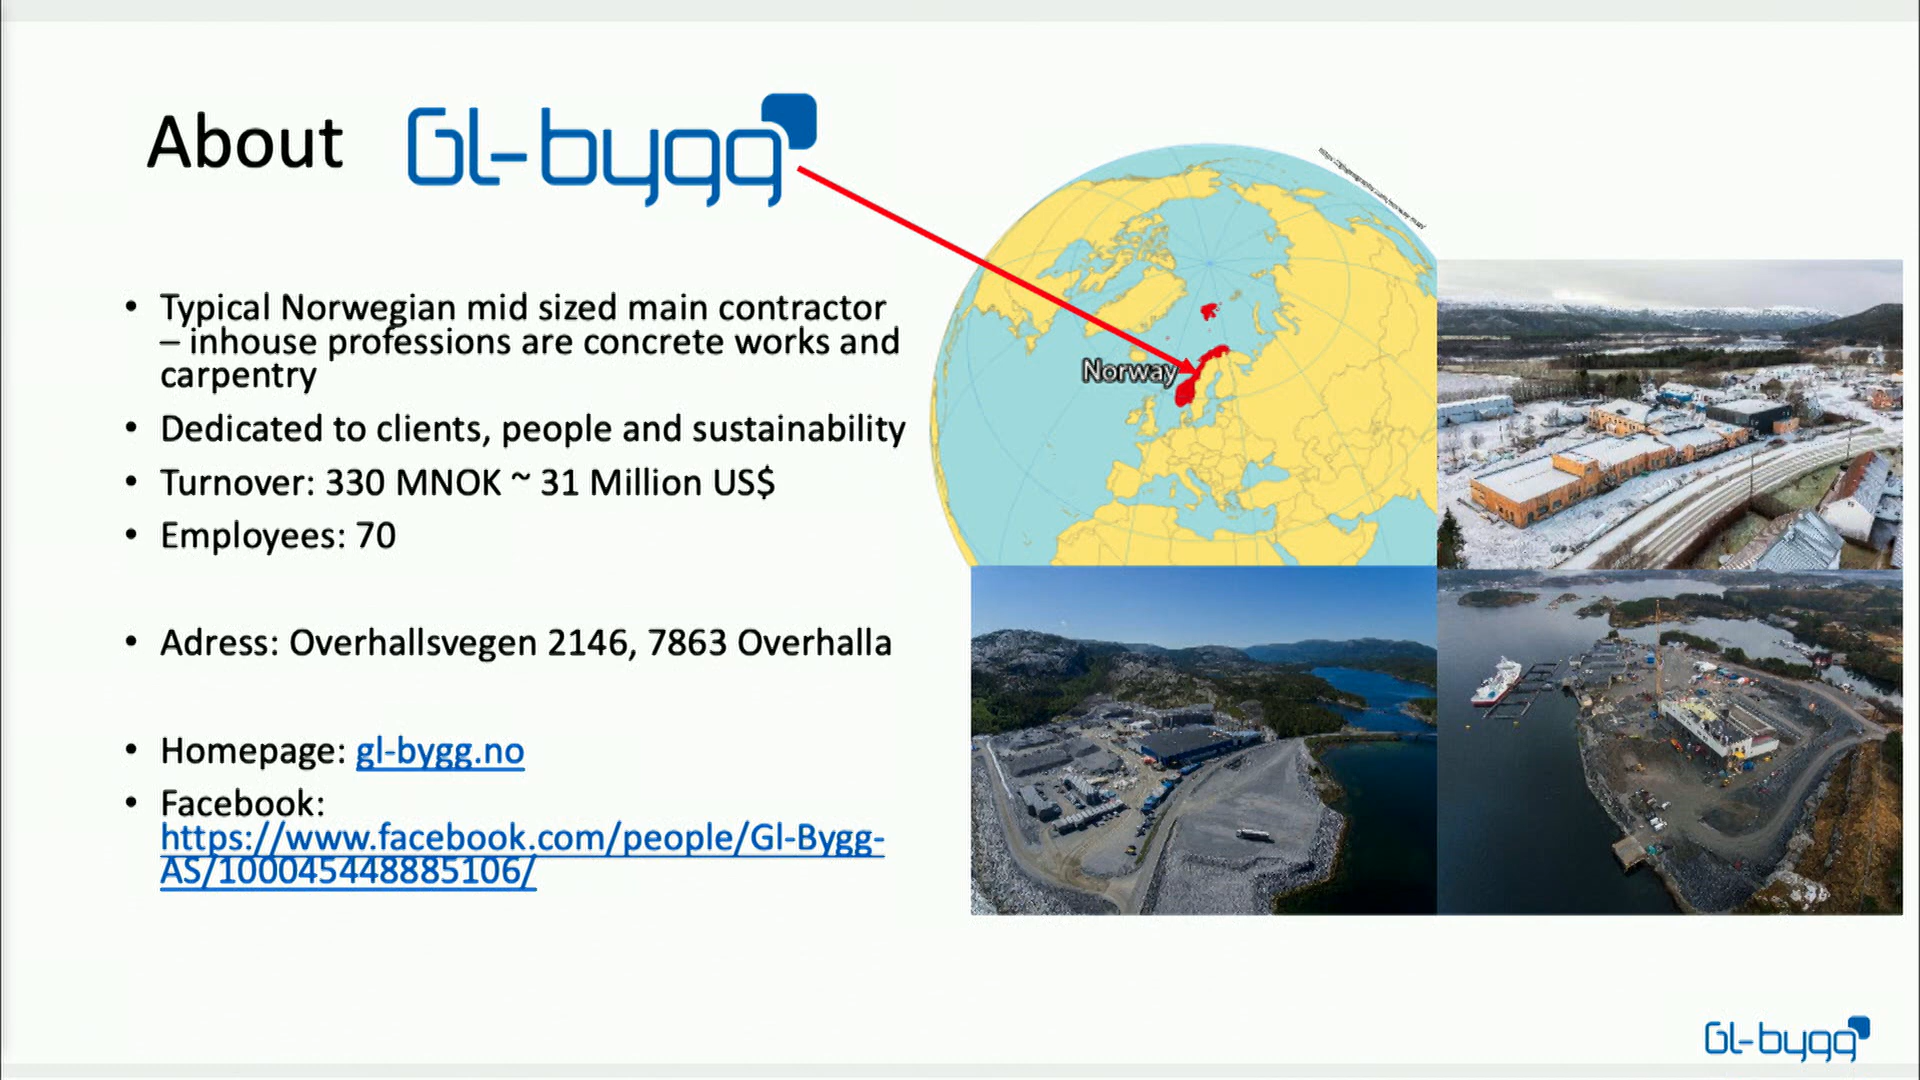 About Gl-bygg
• Typical Norwegian mid sized main contractor
– inhouse professions are concrete works and
carpentry
• Dedicated to clients, people and sustainability
• Turnover: 330 MNOK ~ 31 Million US$
• Employees: 70
• Adress: Overhallsvegen 2146, 7863 Overhalla
• Homepage: gl-bygg.no
• Facebook:
https://www.facebook.com/people/Gl-Bygg-
AS/100045448885106/
Norway
Gl-bygg